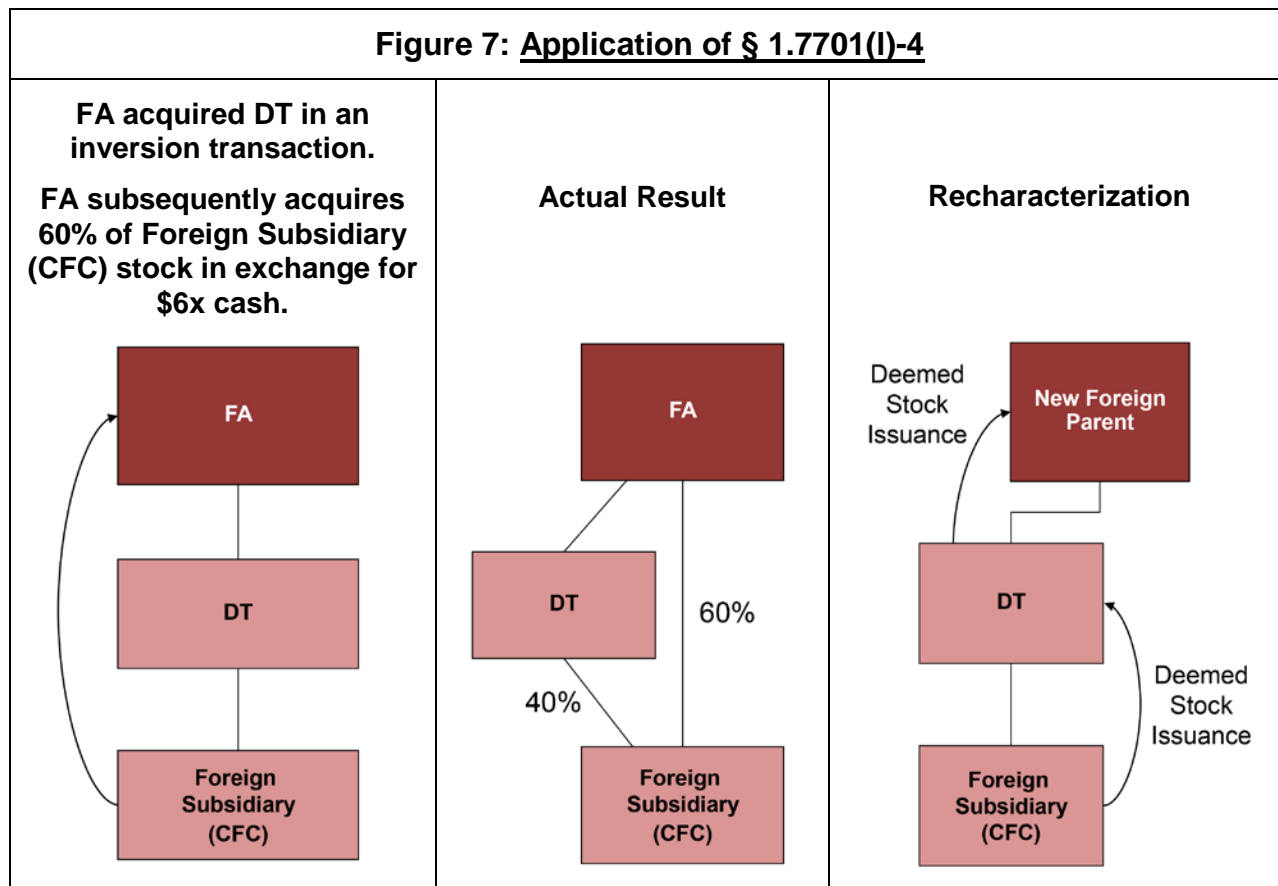 Figure 7: Application of § 1.7701(l)-4
FA acquired DT in an
inversion transaction.
FA subsequently acquires
60% of Foreign Subsidiary
(CFC) stock in exchange for
$6x cash.
FA
DT
Foreign
Subsidiary
(CFC)
Actual Result
FA
DT
60%
40%
Foreign
Subsidiary
(CFC)
Recharacterization
Deemed
Stock
Issuance
New Foreign
Parent
DT
Deemed
Stock
Issuance
Foreign
Subsidiary
(CFC)